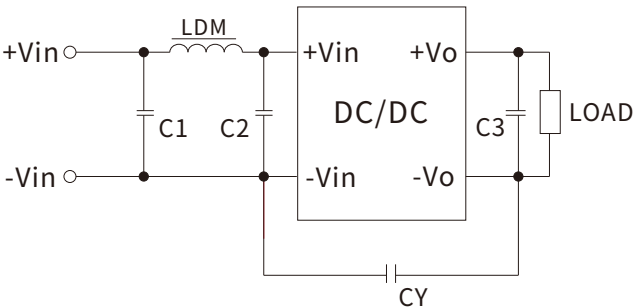 LDM
+Vin
+Vin
+Vo
DC/DC
C1
C2
C3
LOAD
-Vin
-Vin
-Vo
CY